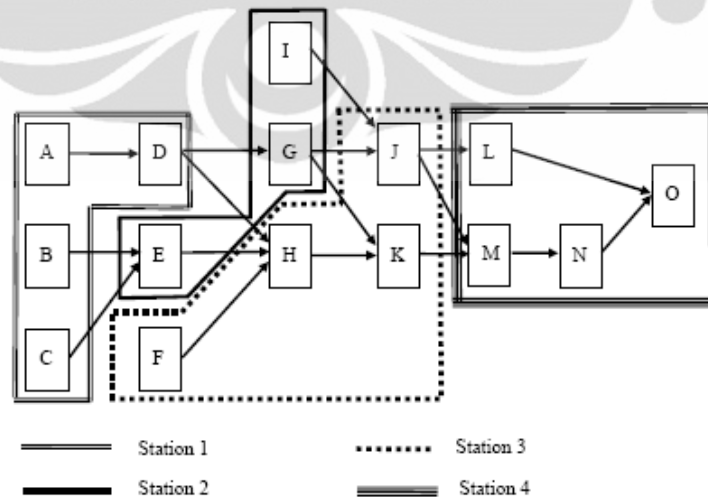 I
A D G J L
O
B E H K M N
C F
Station 1 Station 3
Station 2 Station 4